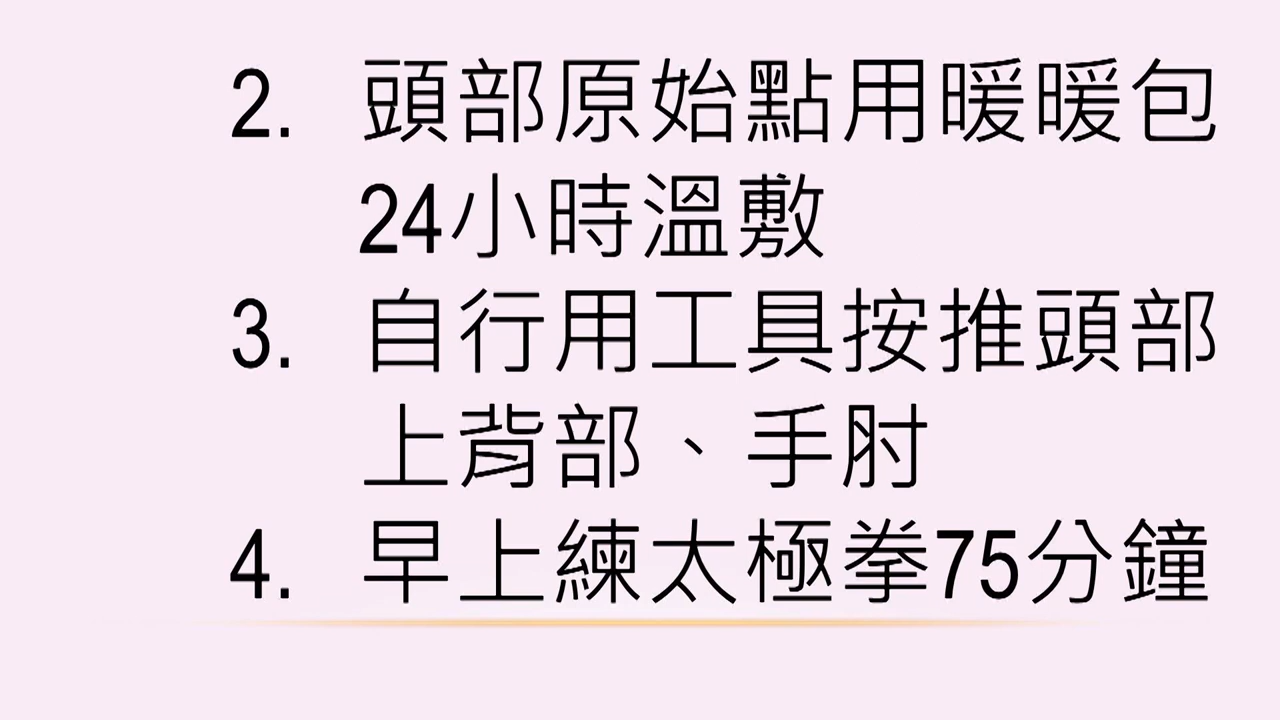 2. 頭部原始點用暖暖包
24小時溫敷
3. 自行用工具按推頭部
上背部、手肘
4. 早上練太極拳75分鐘